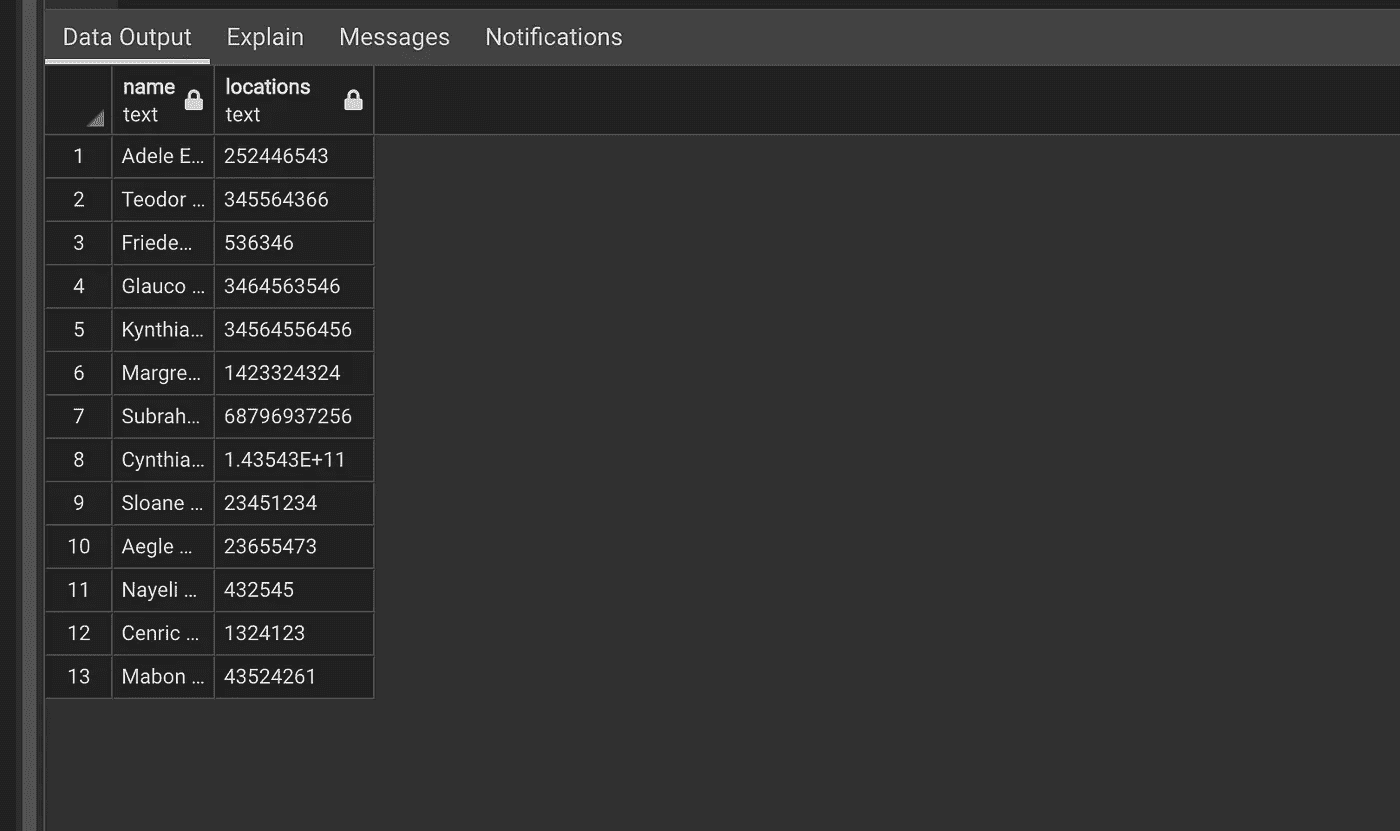 Data Output Explain Messages Notifications
name locations
text text
1 Adele E... 252446543
2 Teodor ... 345564366
3 Friede... 536346
4 Glauco ... 3464563546
5 Kynthia... 34564556456
6 Margre... 1423324324
7 Subrah... 68796937256
8 Cynthia... 1.43543E+11
9 Sloane ... 23451234
10 Aegle ... 23655473
11 Nayeli ... 432545
12 Cenric ... 1324123
13 Mabon ... 43524261